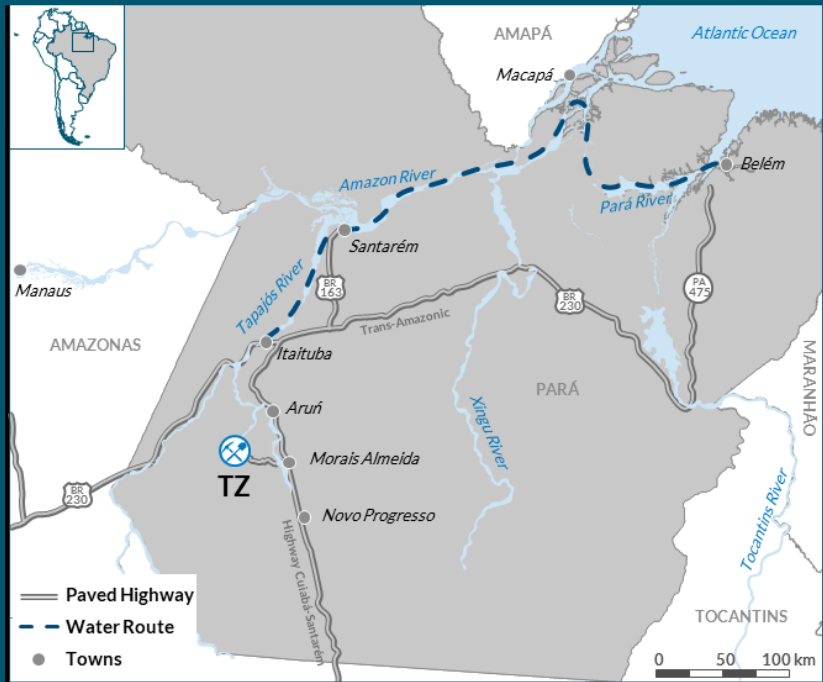 AMAPÁ
Atlantic Ocean
Macapá
Belém
Amazon River
Pará River
Santarém
Manaus
Tapajós River
BR
163
PA
475
BR
230
Trans-Amazonic
AMAZONAS
Itaituba
MARANHÃO
PARÁ
Aruń
Xingu River
Morais Almeida
TZ
BR
230
Novo Progresso
Highway Cuiabá-Santarém
Tocantins River
Paved Highway
Water Route
Towns
TOCANTINS
0 50 100 km